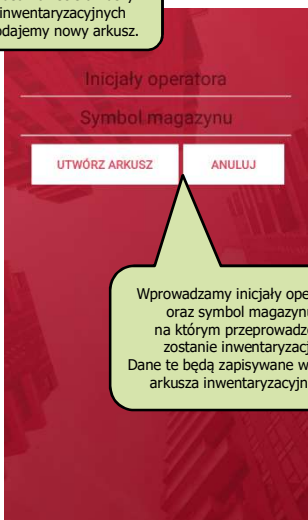 inwentaryzacyjnych
dodajemy nowy arkusz.
Inicjały operatora
Symbol magazynu
UTWÓRZ ARKUSZ
ANULUJ
Wprowadzamy inicjały ope
oraz symbol magazynu
na którym przeprowadz
zostanie inwentaryzacj
Dane te będą zapisywane w
arkusza inwentaryzacyjn